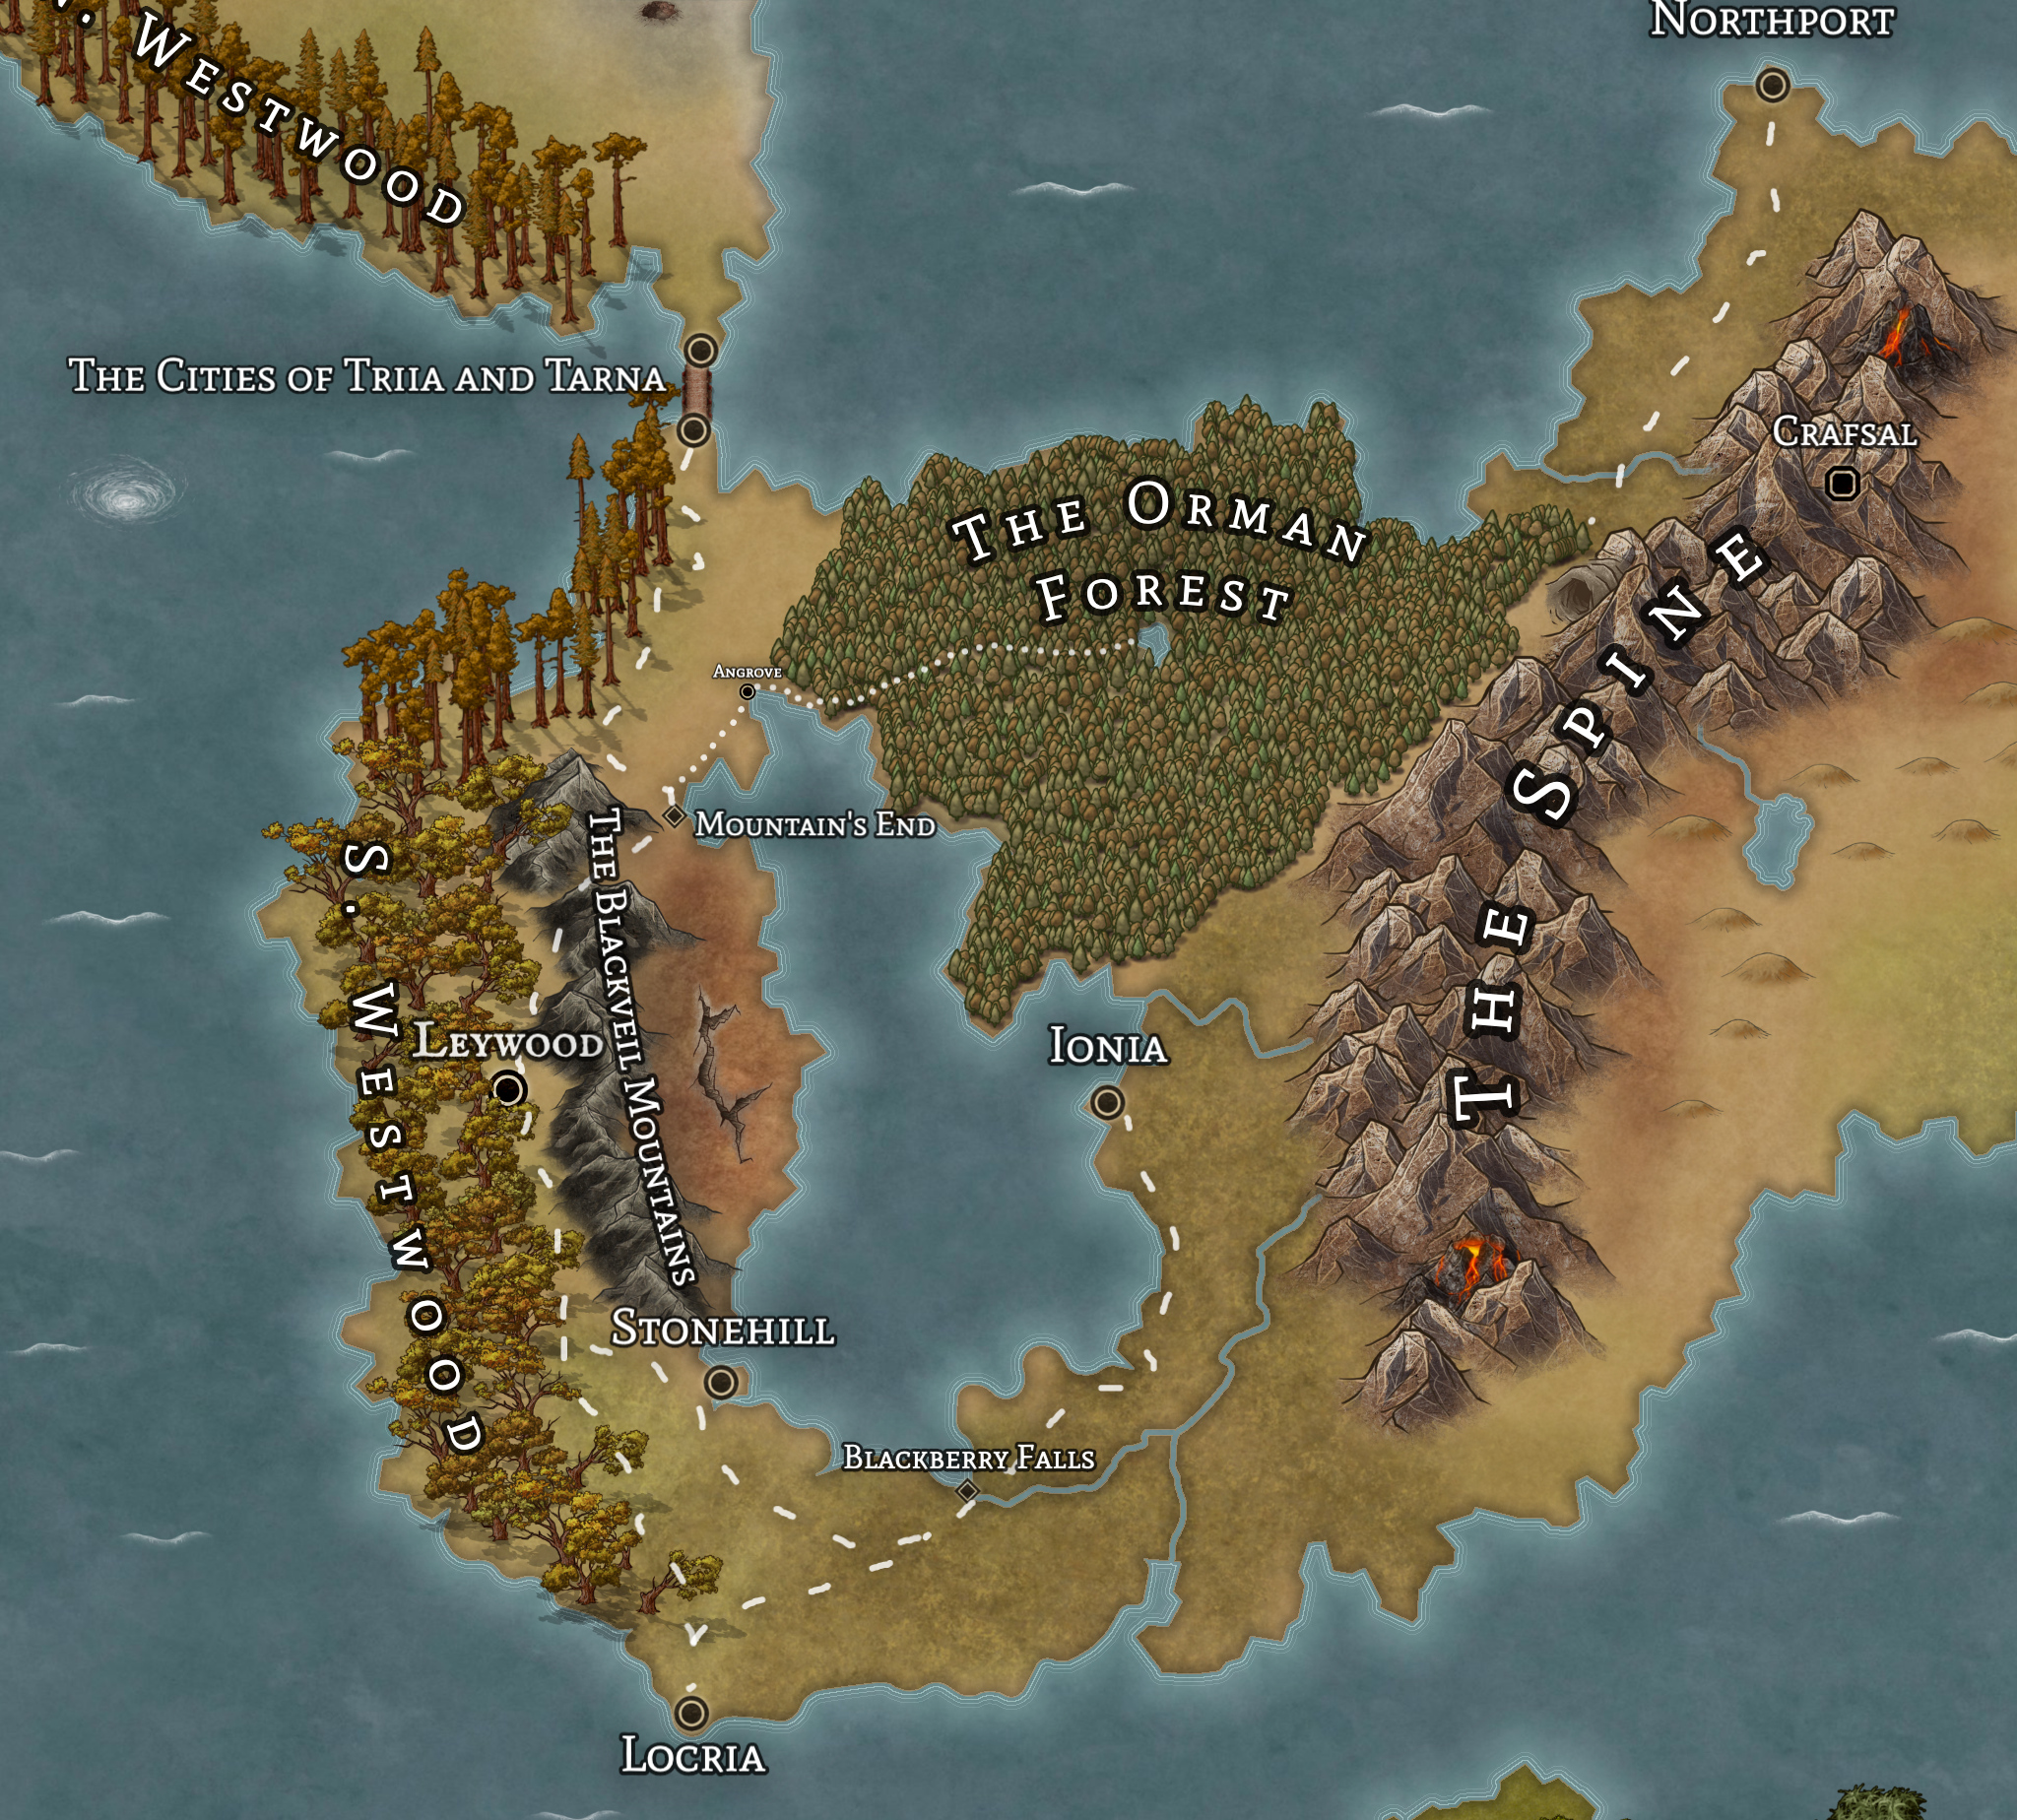 Northport
N. Westwood
The Cities of Triia and Tarna
Crafsal
The Orman
Forest
The Spine
Angrove
Mountain's End
The Blackveil Mountains
S. Westwood
Leywood
Ionia
Stonehill
Blackberry Falls
Locria